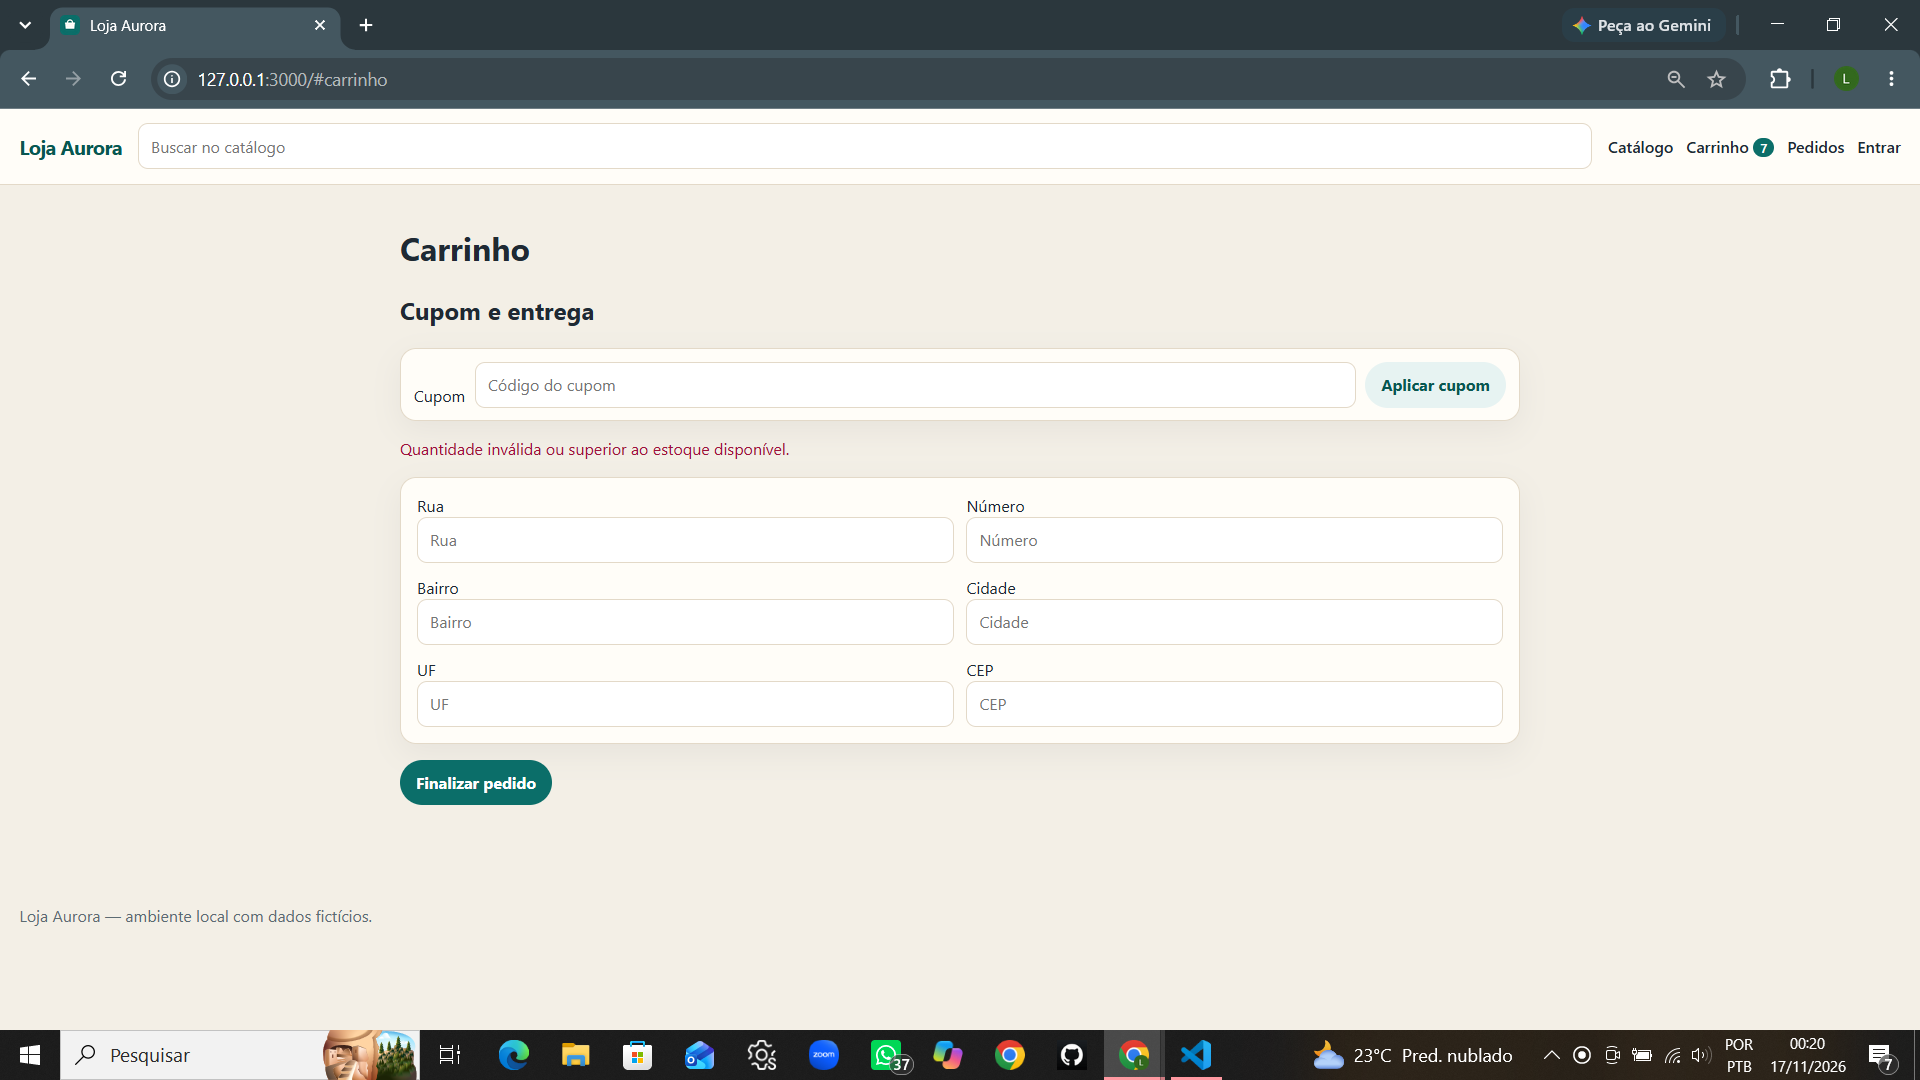 Loja Aurora
Peça ao Gemini
127.0.0.1:3000/#carrinho
L
Loja Aurora
Buscar no catálogo
Catálogo
Carrinho 7
Pedidos
Entrar
Carrinho
Cupom e entrega
Cupom
Código do cupom
Aplicar cupom
Quantidade inválida ou superior ao estoque disponível.
Rua
Número
Rua
Número
Bairro
Cidade
Bairro
Cidade
UF
CEP
UF
CEP
Finalizar pedido
Loja Aurora — ambiente local com dados fictícios.
Pesquisar
zoom
37
L
23°C Pred. nublado
POR
PTB
00:20
17/11/2026
7